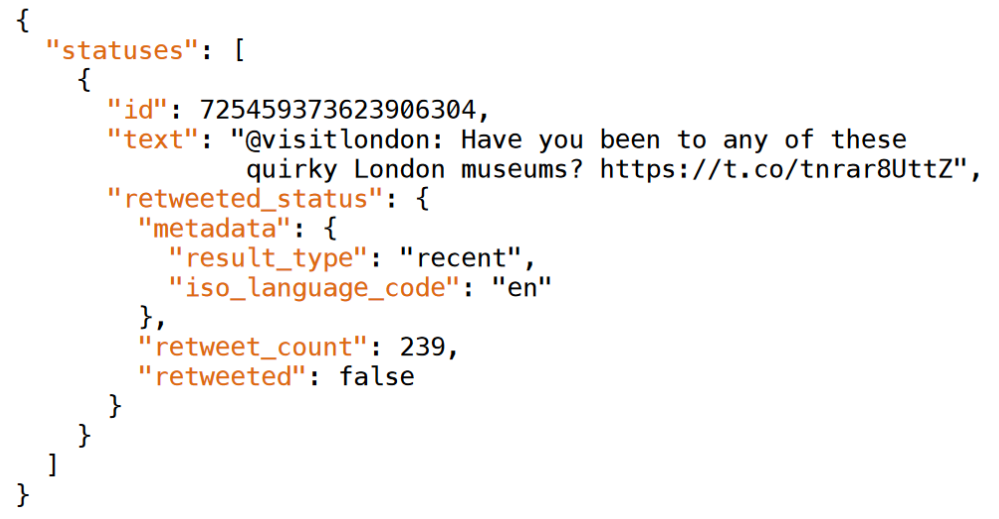 {
  "statuses": [
    {
      "id": 725459373623906304,
      "text": "@visitlondon: Have you been to any of these
               quirky London museums? https://t.co/tnrar8UttZ",
      "retweeted_status": {
        "metadata": {
          "result_type": "recent",
          "iso_language_code": "en"
        },
        "retweet_count": 239,
        "retweeted": false
      }
    }
  ]
}